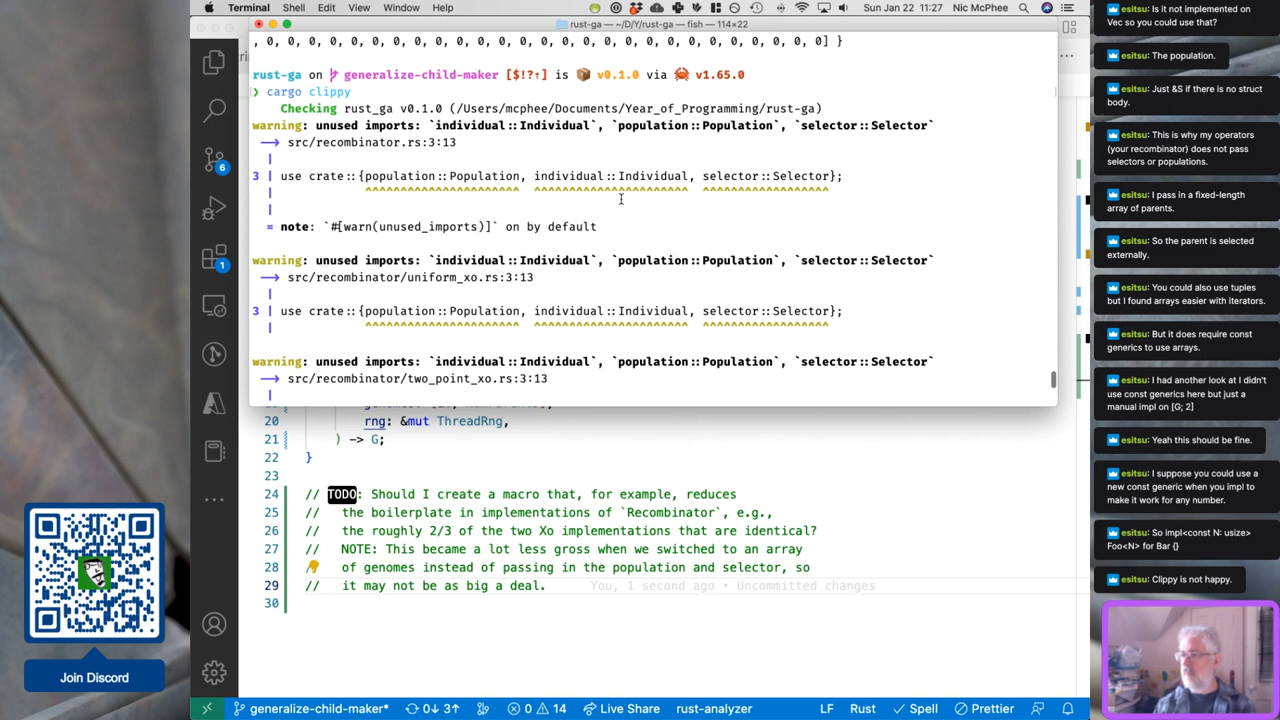 Terminal Shell Edit View Window Help
Sun Jan 22 11:27 Nic McPhee
rust-ga — ~/D/Y/rust-ga — fish — 114×22
, 0, 0, 0, 0, 0, 0, 0, 0, 0, 0, 0, 0, 0, 0, 0, 0, 0, 0, 0, 0, 0, 0, 0, 0, 0, 0, 0] }
rust-ga on generalize-child-maker [$!?↑] is 📦 v0.1.0 via 🦀 v1.65.0
❯ cargo clippy
Checking rust_ga v0.1.0 (/Users/mcphee/Documents/Year_of_Programming/rust-ga)
warning: unused imports: `individual::Individual`, `population::Population`, `selector::Selector`
--> src/recombinator.rs:3:13
|
3 | use crate::{population::Population, individual::Individual, selector::Selector};
| ^^^^^^^^^^^^^^^^^^^^^^ ^^^^^^^^^^^^^^^^^^^^^^ ^^^^^^^^^^^^^^^^^^
|
= note: `#[warn(unused_imports)]` on by default
warning: unused imports: `individual::Individual`, `population::Population`, `selector::Selector`
--> src/recombinator/uniform_xo.rs:3:13
|
3 | use crate::{population::Population, individual::Individual, selector::Selector};
| ^^^^^^^^^^^^^^^^^^^^^^ ^^^^^^^^^^^^^^^^^^^^^^ ^^^^^^^^^^^^^^^^^^
warning: unused imports: `individual::Individual`, `population::Population`, `selector::Selector`
--> src/recombinator/two_point_xo.rs:3:13
|
20 rng: &mut ThreadRng,
21 ) -> G;
22 }
23
24 // TODO: Should I create a macro that, for example, reduces
25 // the boilerplate in implementations of `Recombinator`, e.g.,
26 // the roughly 2/3 of the two Xo implementations that are identical?
27 // NOTE: This became a lot less gross when we switched to an array
28 // of genomes instead of passing in the population and selector, so
29 // it may not be as big a deal. You, 1 second ago • Uncommitted changes
30
6
1
generalize-child-maker* 0↓ 3↑ 0 14 Live Share rust-analyzer LF Rust Spell Prettier
Join Discord
esitsu: Is it not implemented on
Vec so you could use that?
esitsu: The population.
esitsu: Just &S if there is no struct
body.
esitsu: This is why my operators
(your recombinator) does not pass
selectors or populations.
esitsu: I pass in a fixed-length
array of parents.
esitsu: So the parent is selected
externally.
esitsu: You could also use tuples
but I found arrays easier with iterators.
esitsu: But it does require const
generics to use arrays.
esitsu: I had another look at I didn't
use const generics here but just a
manual impl on [G; 2]
esitsu: Yeah this should be fine.
esitsu: I suppose you could use a
new const generic when you impl to
make it work for any number.
esitsu: So impl<const N: usize>
Foo<N> for Bar {}
esitsu: Clippy is not happy.